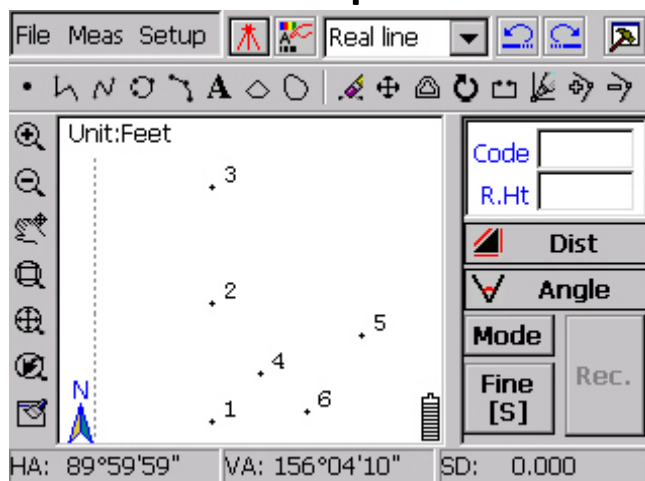 File Meas Setup Real line
A
Unit:Feet
Code
R.Ht
3
Dist
2
Angle
5
Mode
4
Rec.
Fine
[S]
N
1
6
HA: 89°59'59" VA: 156°04'10" SD: 0.000